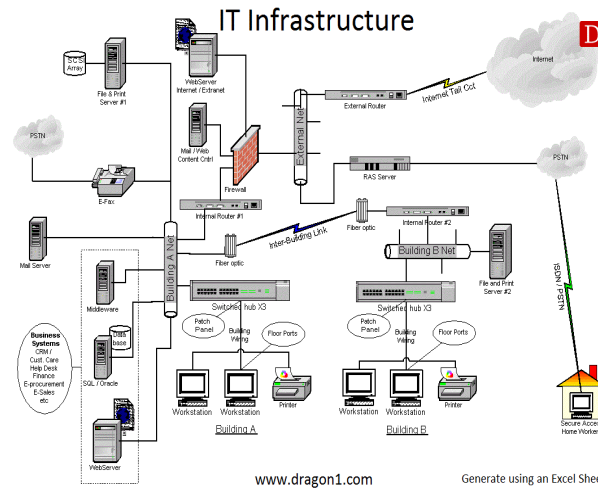 IT Infrastructure
D
SCSI
Array
File & Print
Server #1
WebServer
Internet / Extranet
Internet
External Router
Internet Tail Cct
External Net
PSTN
E-Fax
Mail / Web
Content Cntrl
Firewall
RAS Server
PSTN
Internal Router #1
Internal Router #2
Fiber optic
Inter-Building Link
Fiber optic
Mail Server
Building A Net
Building B Net
File and Print
Server #2
ISDN / PSTN
Middleware
Switched hub X3
Switched hub X3
Patch
Panel
Building
Wiring
Floor Ports
Patch
Panel
Building
Wiring
Floor Ports
Business
Systems
CRM /
Cust. Care
Help Desk
Finance
E-procurement
E-Sales
etc
Data
base
SQL / Oracle
Workstation
Workstation
Printer
Workstation
Workstation
Printer
Building A
Building B
Secure Acces
Home Worker
WebServer
www.dragon1.com
Generate using an Excel Shee